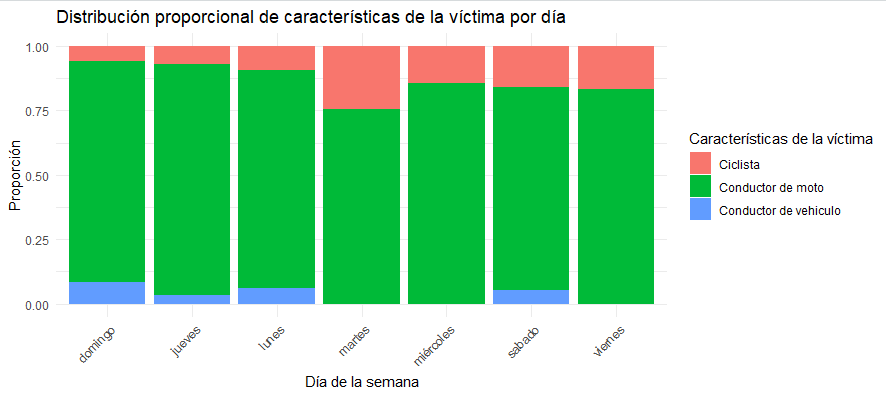 Distribución proporcional de características de la víctima por día
Proporción
1.00
0.75
0.50
0.25
0.00
domingo
jueves
lunes
martes
miércoles
sabado
viernes
Día de la semana
Características de la víctima
Ciclista
Conductor de moto
Conductor de vehiculo